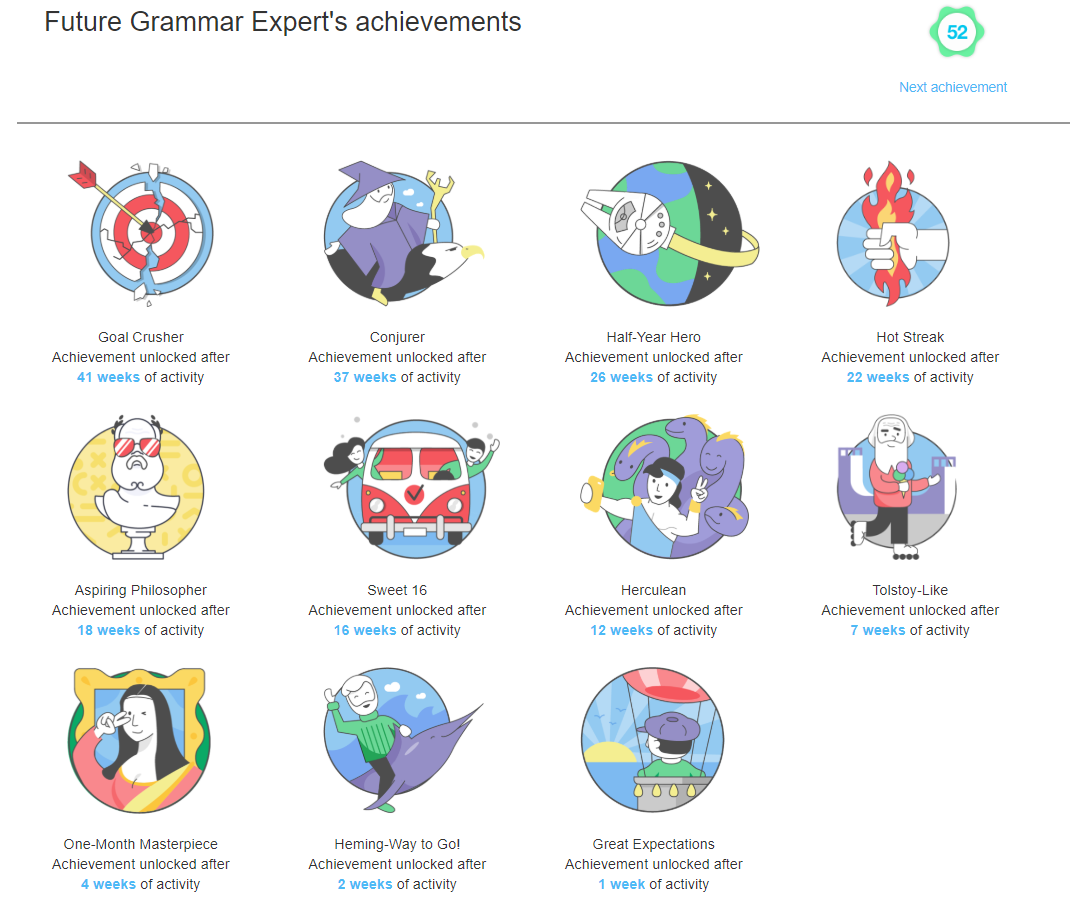 Future Grammar Expert's achievements
52
Next achievement
Goal Crusher
Achievement unlocked after
41 weeks of activity
Conjurer
Achievement unlocked after
37 weeks of activity
Half-Year Hero
Achievement unlocked after
26 weeks of activity
Hot Streak
Achievement unlocked after
22 weeks of activity
Aspiring Philosopher
Achievement unlocked after
18 weeks of activity
Sweet 16
Achievement unlocked after
16 weeks of activity
Herculean
Achievement unlocked after
12 weeks of activity
Tolstoy-Like
Achievement unlocked after
7 weeks of activity
One-Month Masterpiece
Achievement unlocked after
4 weeks of activity
Heming-Way to Go!
Achievement unlocked after
2 weeks of activity
Great Expectations
Achievement unlocked after
1 week of activity